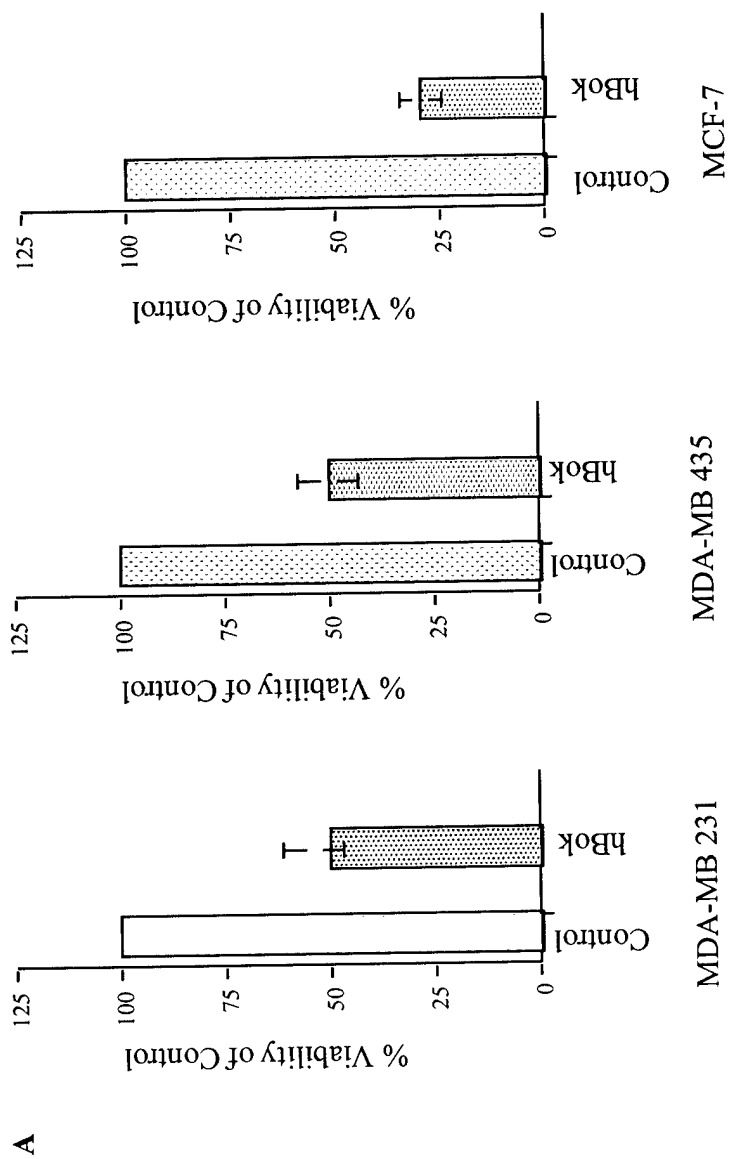 A
% Viability of Control
125
100
75
50
25
0
Control
hBok
MDA-MB 231
% Viability of Control
125
100
75
50
25
0
Control
hBok
MDA-MB 435
% Viability of Control
125
100
75
50
25
0
Control
hBok
MCF-7